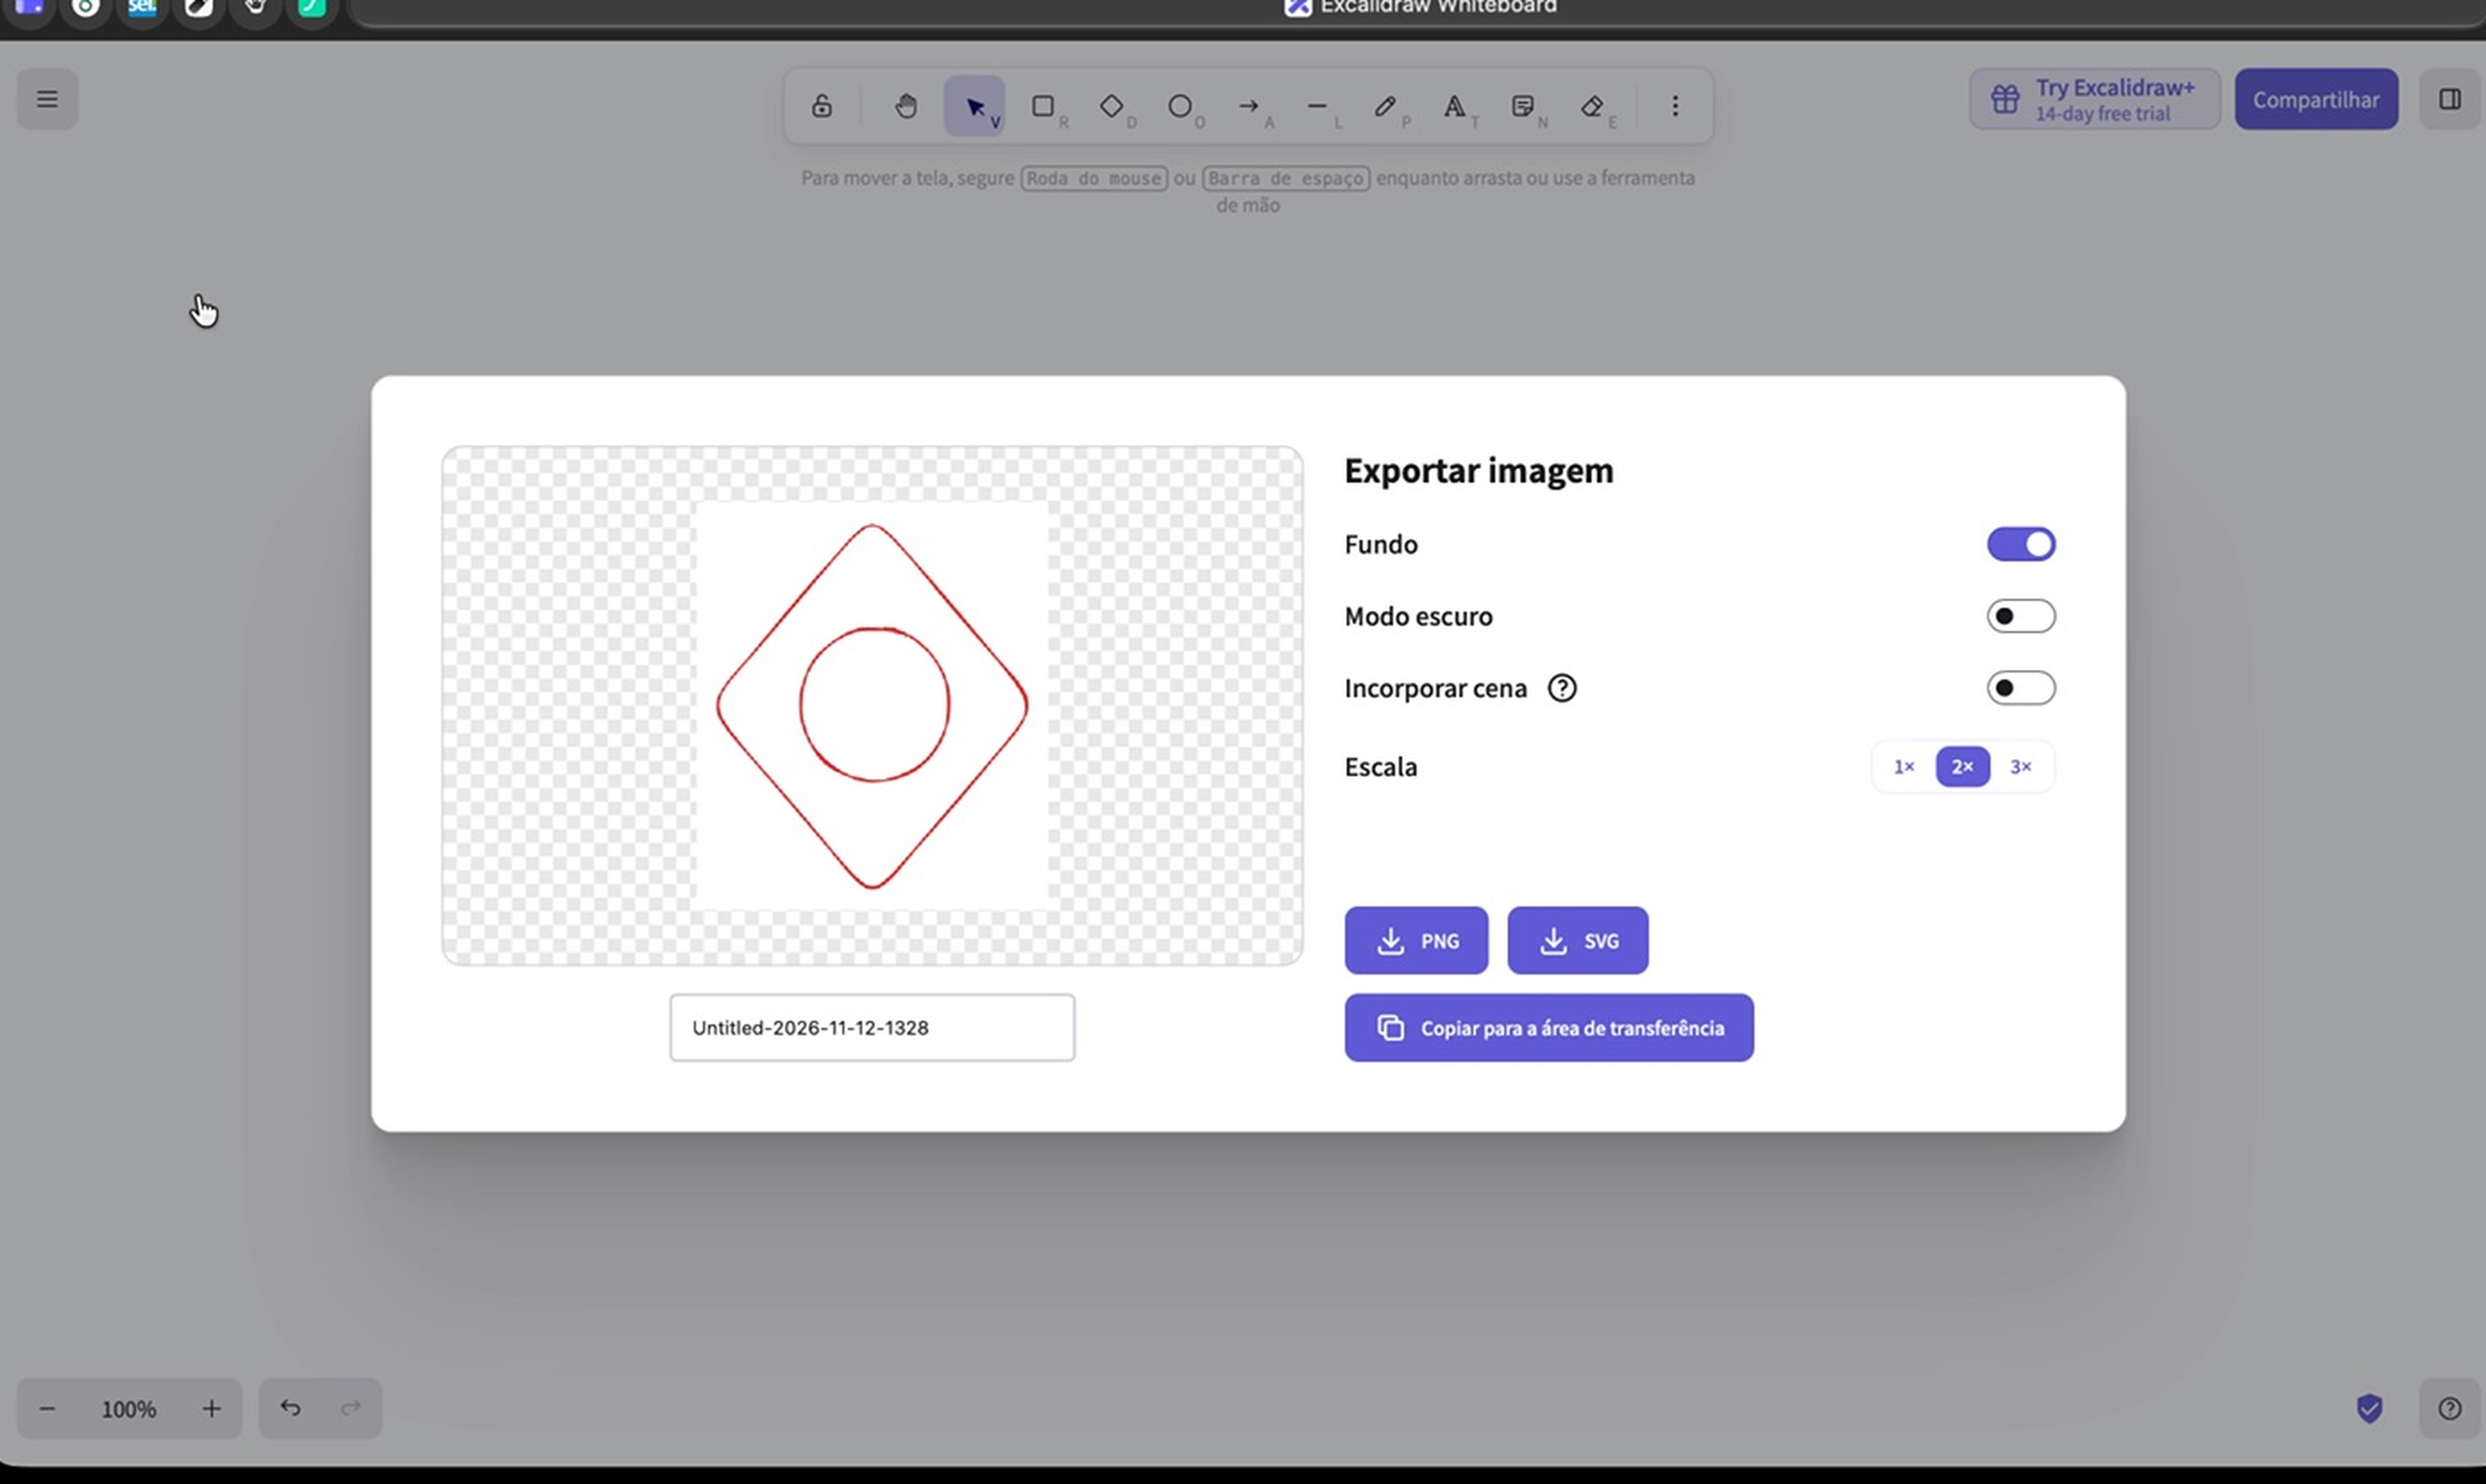 sel.
Excalidraw Whiteboard
V
R
D
O
A
L
P
T
N
E
Try Excalidraw+
14-day free trial
Compartilhar
Para mover a tela, segure Roda do mouse ou Barra de espaço enquanto arrasta ou use a ferramenta
de mão
Exportar imagem
Fundo
Modo escuro
Incorporar cena
Escala
1×
2×
3×
PNG
SVG
Untitled-2026-11-12-1328
Copiar para a área de transferência
100%